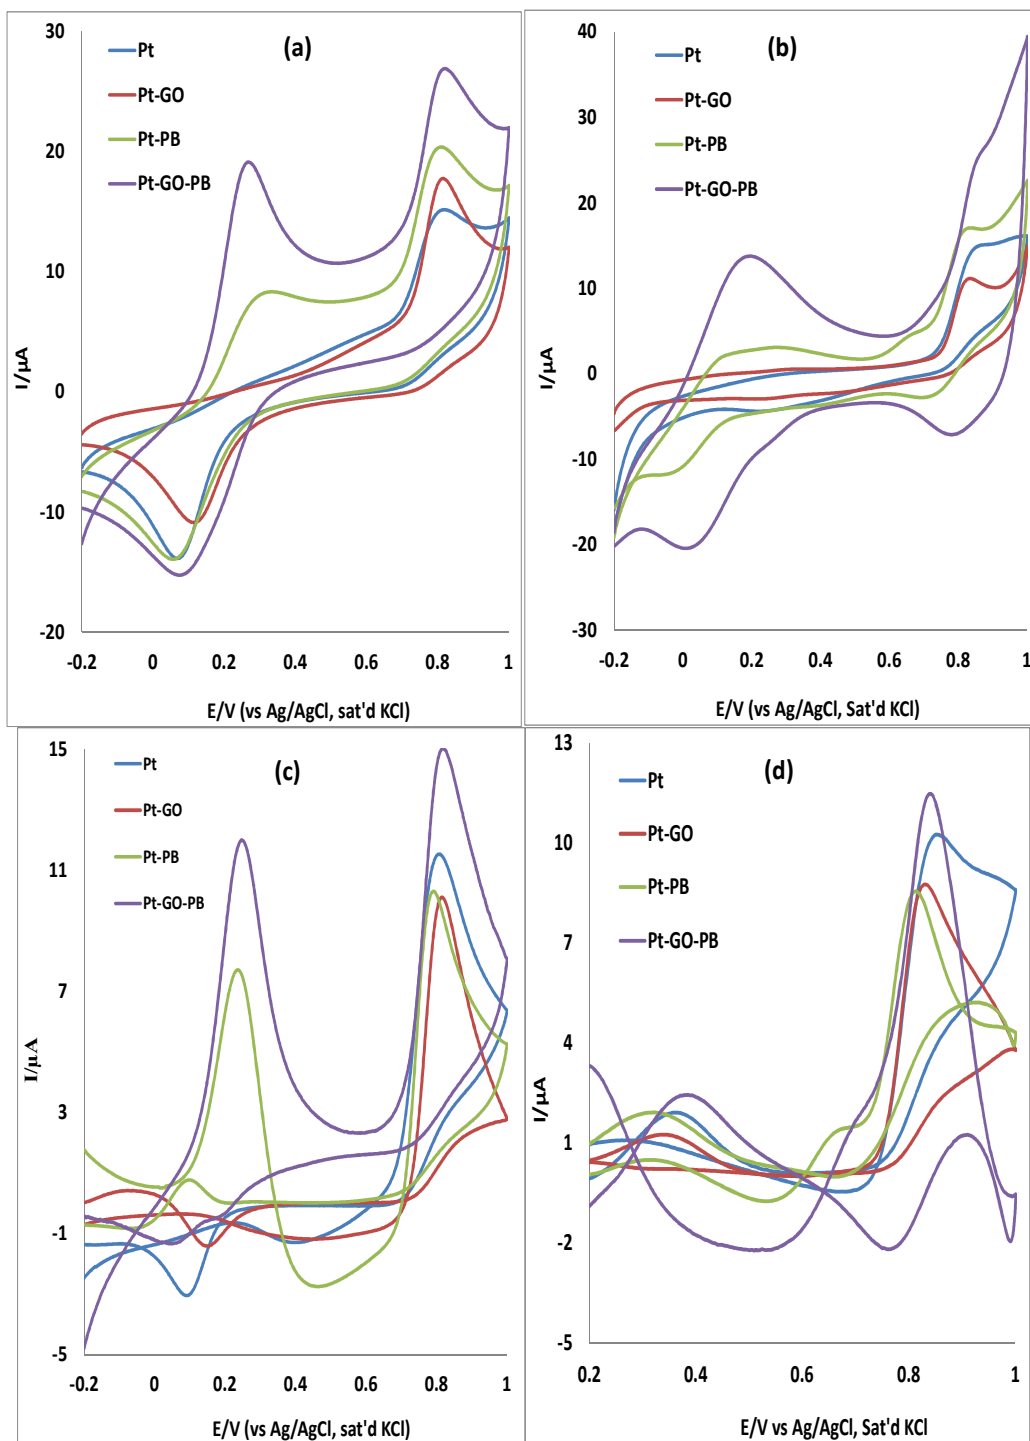 (a)
30
20
10
0
-10
-20
I/µA
Pt
Pt-GO
Pt-PB
Pt-GO-PB
-0.2 0 0.2 0.4 0.6 0.8 1
E/V (vs Ag/AgCl, sat'd KCl)
(b)
40
30
20
10
0
-10
-20
-30
I/µA
Pt
Pt-GO
Pt-PB
Pt-GO-PB
-0.2 0 0.2 0.4 0.6 0.8 1
E/V (vs Ag/AgCl, Sat'd KCl)
(c)
15
11
7
3
-1
-5
I/µA
Pt
Pt-GO
Pt-PB
Pt-GO-PB
-0.2 0 0.2 0.4 0.6 0.8 1
E/V (vs Ag/AgCl, sat'd KCl)
(d)
13
10
7
4
1
-2
-5
I/µA
Pt
Pt-GO
Pt-PB
Pt-GO-PB
0.2 0.4 0.6 0.8 1
E/V vs Ag/AgCl, Sat'd KCl